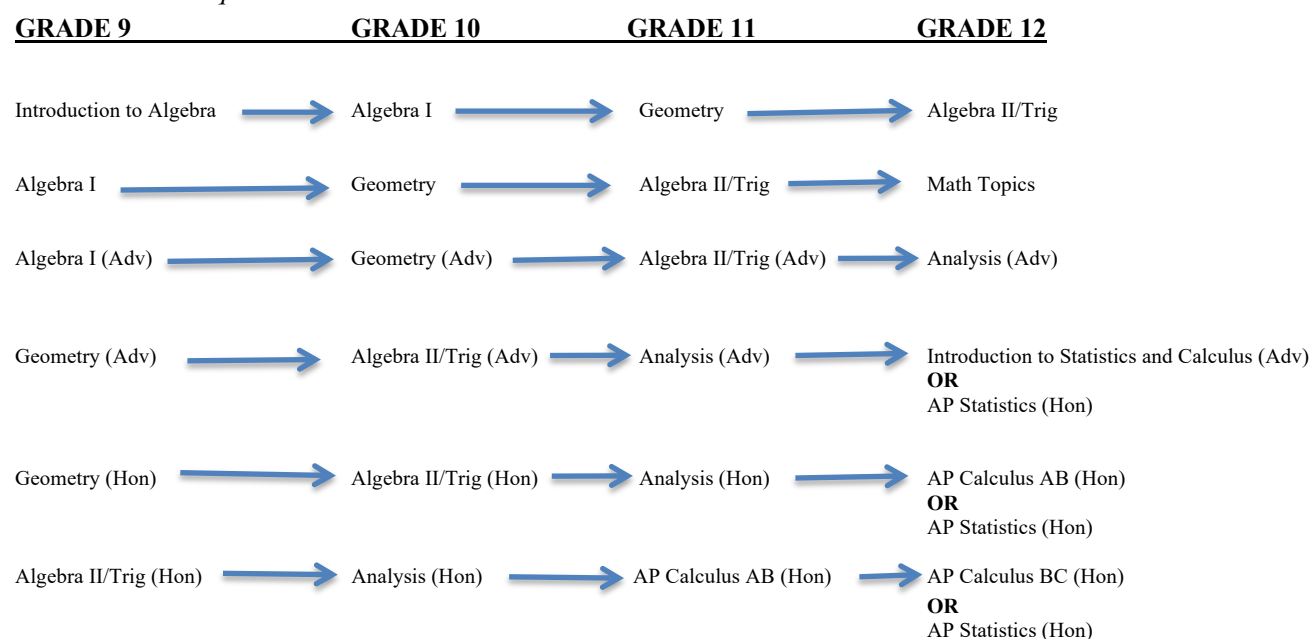 GRADE 9 GRADE 10 GRADE 11 GRADE 12
Introduction to Algebra Algebra I Geometry Algebra II/Trig
Algebra I Geometry Algebra II/Trig Math Topics
Algebra I (Adv) Geometry (Adv) Algebra II/Trig (Adv) Analysis (Adv)
Geometry (Adv) Algebra II/Trig (Adv) Analysis (Adv) Introduction to Statistics and Calculus (Adv)
OR
AP Statistics (Hon)
Geometry (Hon) Algebra II/Trig (Hon) Analysis (Hon) AP Calculus AB (Hon)
OR
AP Statistics (Hon)
Algebra II/Trig (Hon) Analysis (Hon) AP Calculus AB (Hon) AP Calculus BC (Hon)
OR
AP Statistics (Hon)